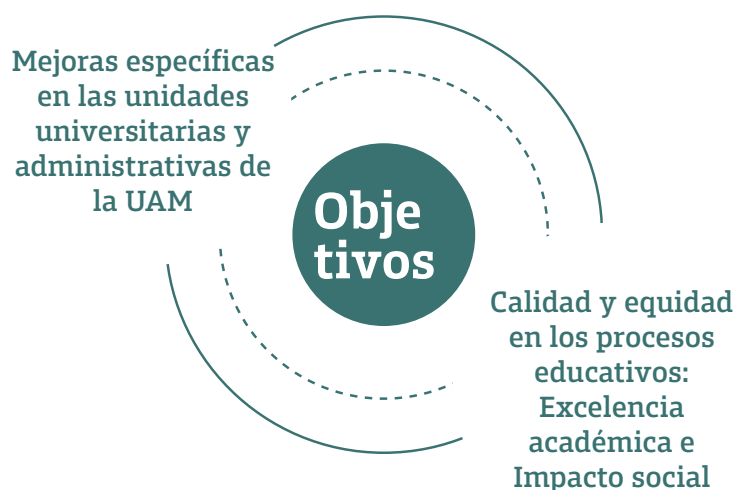 Mejoras específicas
en las unidades
universitarias y
administrativas de
la UAM
Obje
tivos
Calidad y equidad
en los procesos
educativos:
Excelencia
académica e
Impacto social